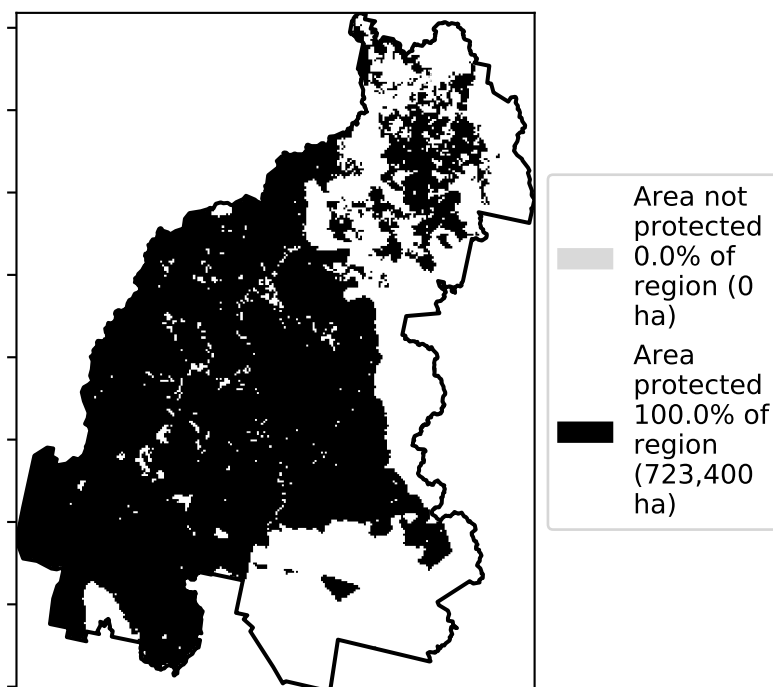 Area not
protected
0.0% of
region (0
ha)
Area
protected
100.0% of
region
(723,400
ha)